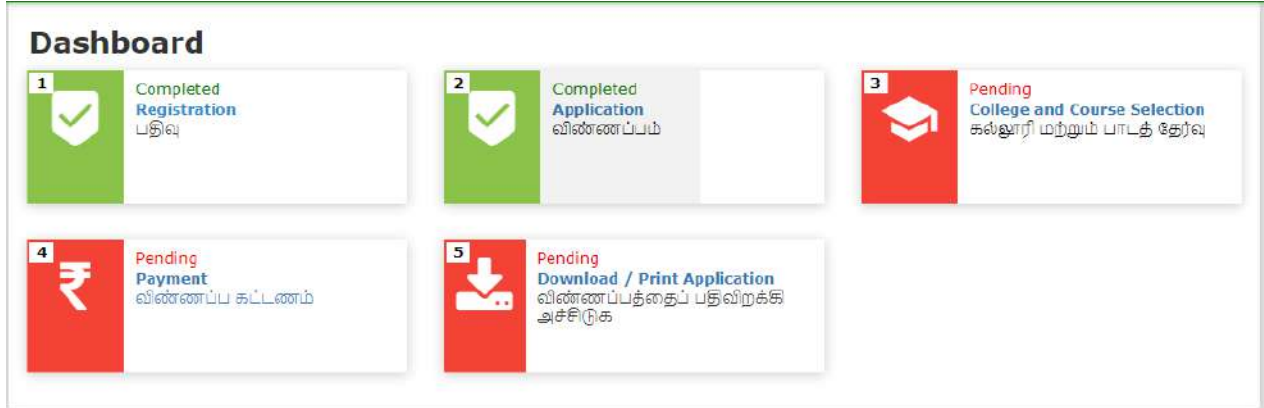 Dashboard
1
Completed
Registration
பதிவு
2
Completed
Application
விண்ணப்பம்
3
Pending
College and Course Selection
கல்லூரி மற்றும் பாடத் தேர்வு
4
Pending
Payment
விண்ணப்ப கட்டணம்
5
Pending
Download / Print Application
விண்ணப்பத்தைப் பதிவிறக்கி
அச்சிடுக